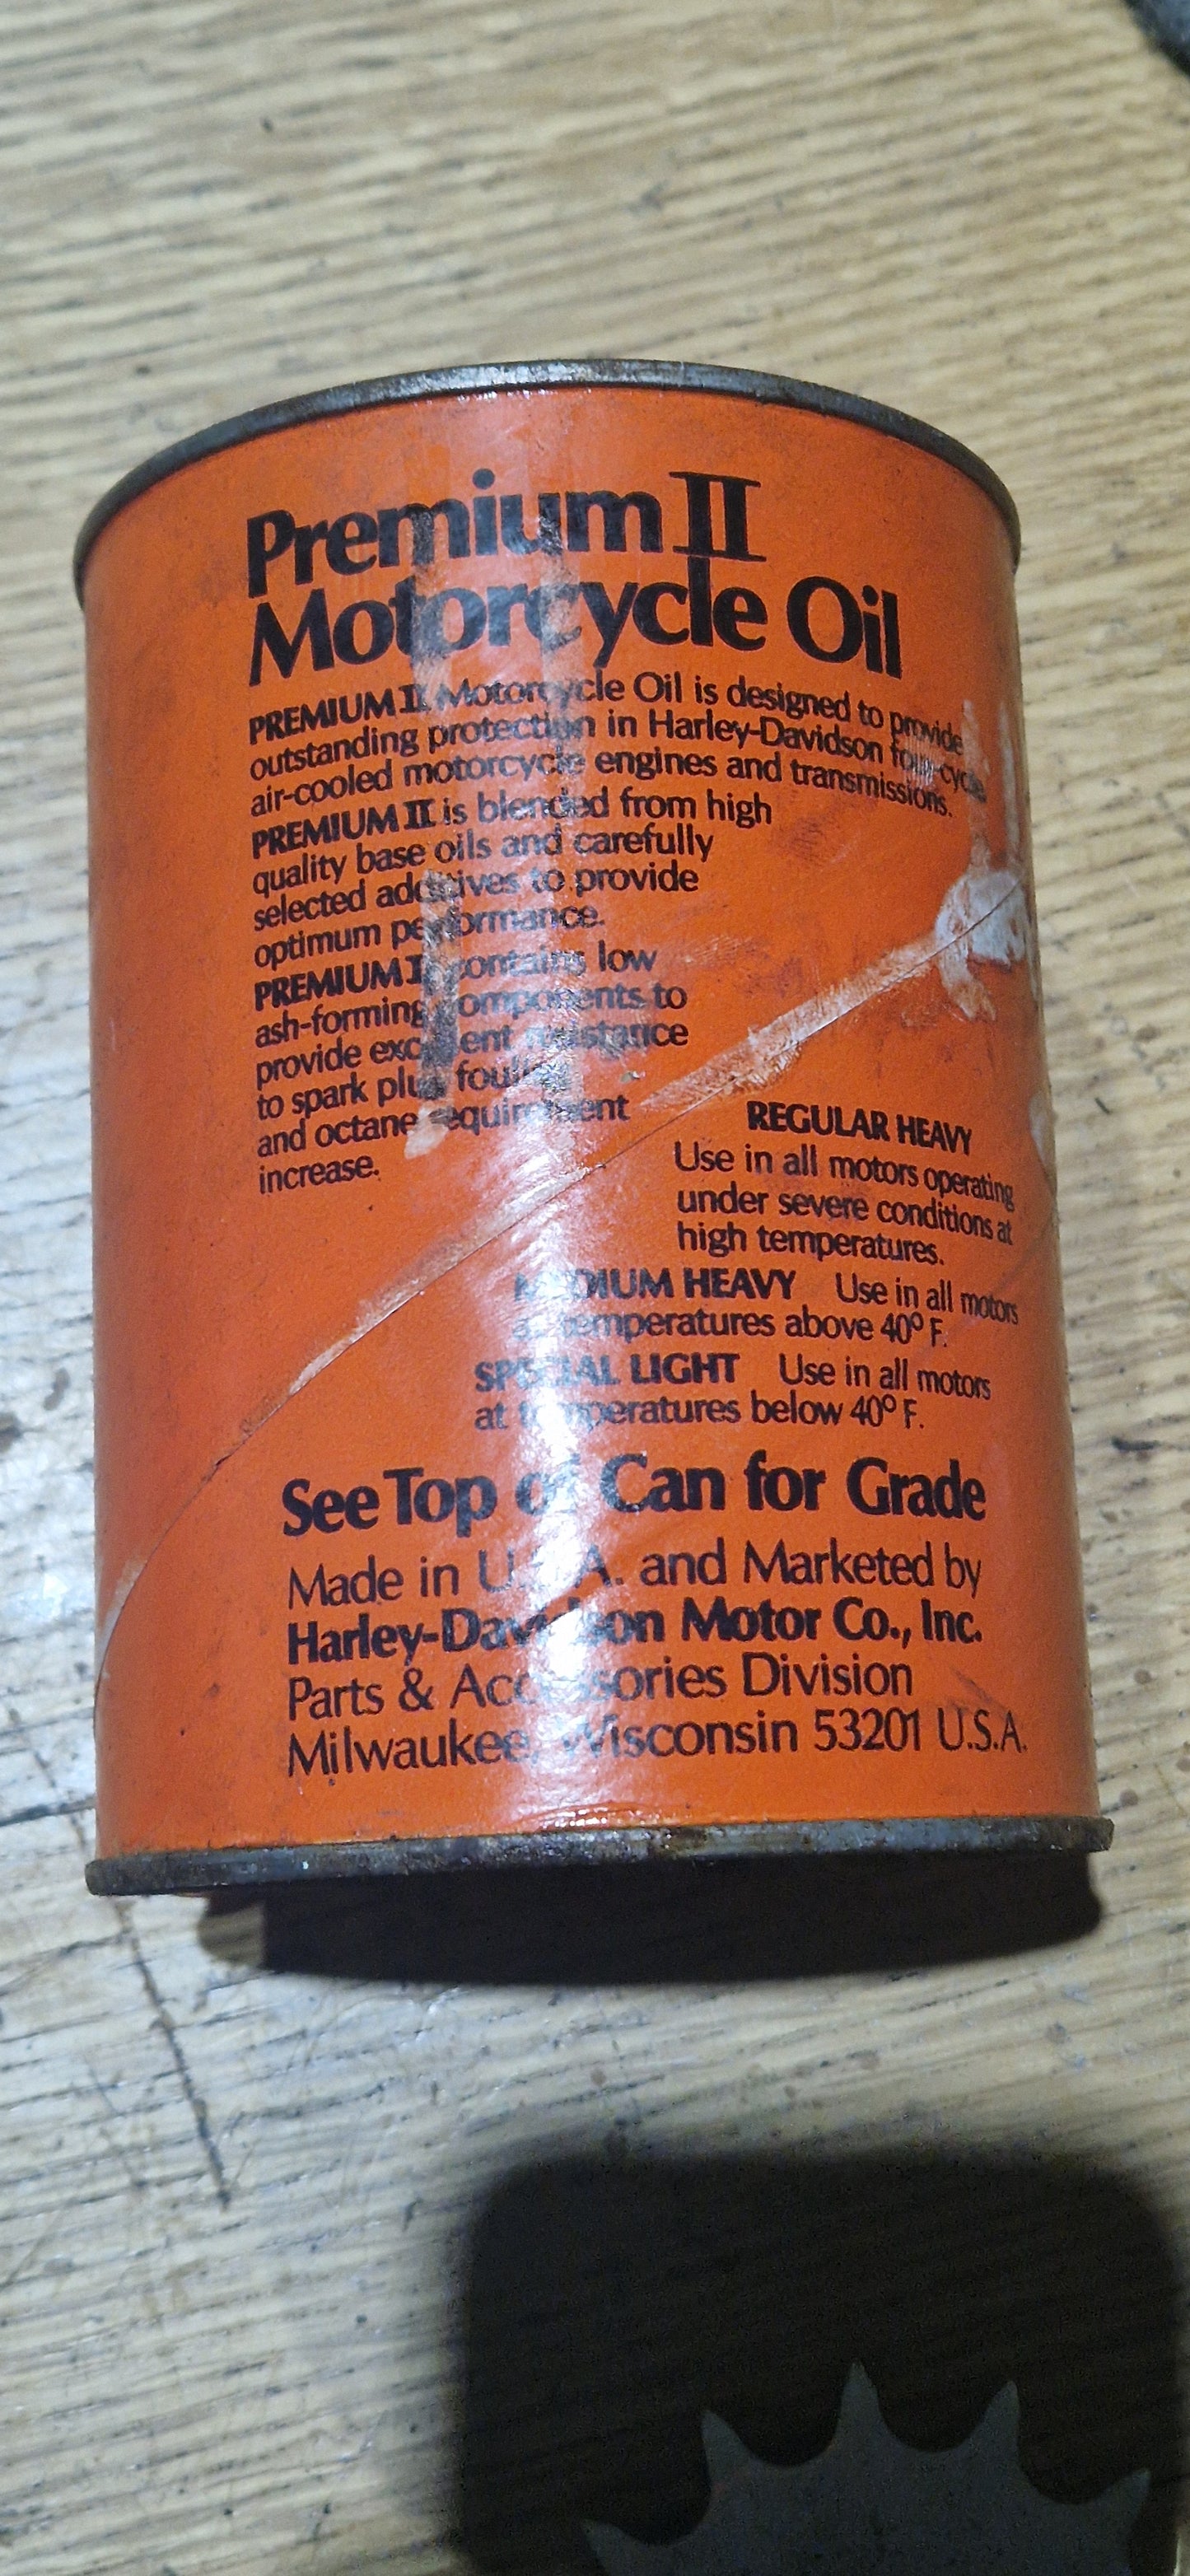 Premium II
Motorcycle Oil
PREMIUM II Motorcycle Oil is designed to provide
outstanding protection in Harley-Davidson four-cycle
air-cooled motorcycle engines and transmissions.
PREMIUM II is blended from high
quality base oils and carefully
selected additives to provide
optimum performance.
PREMIUM II contains low
ash-forming components to
provide excellent resistance
to spark plug fouling
and octane requirement
increase.
REGULAR HEAVY
Use in all motors operating
under severe conditions at
high temperatures.
MEDIUM HEAVY Use in all motors
at temperatures above 40º F.
SPECIAL LIGHT Use in all motors
at temperatures below 40º F.
See Top of Can for Grade
Made in U.S.A. and Marketed by
Harley-Davidson Motor Co., Inc.
Parts & Accessories Division
Milwaukee, Wisconsin 53201 U.S.A.